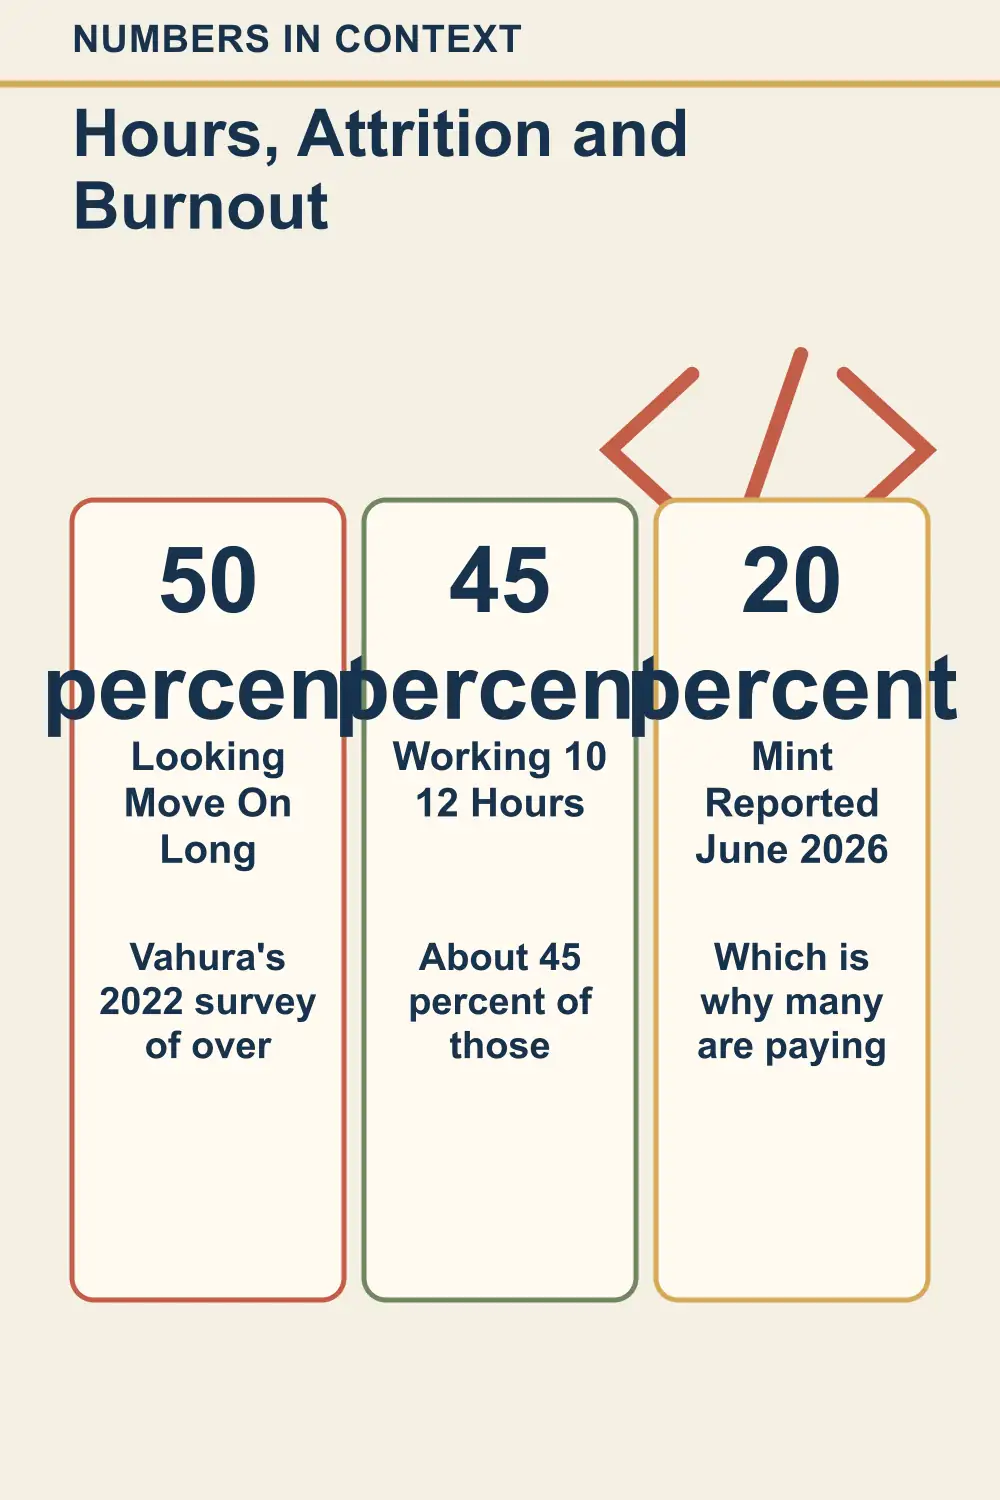 NUMBERS IN CONTEXT
Hours, Attrition and
Burnout
50
percent
Looking
Move On
Long
Vahura's
2022 survey
of over
45
percent
Working 10
12 Hours
About 45
percent of
those
20
percent
Mint
Reported
June 2026
Which is
why many
are paying